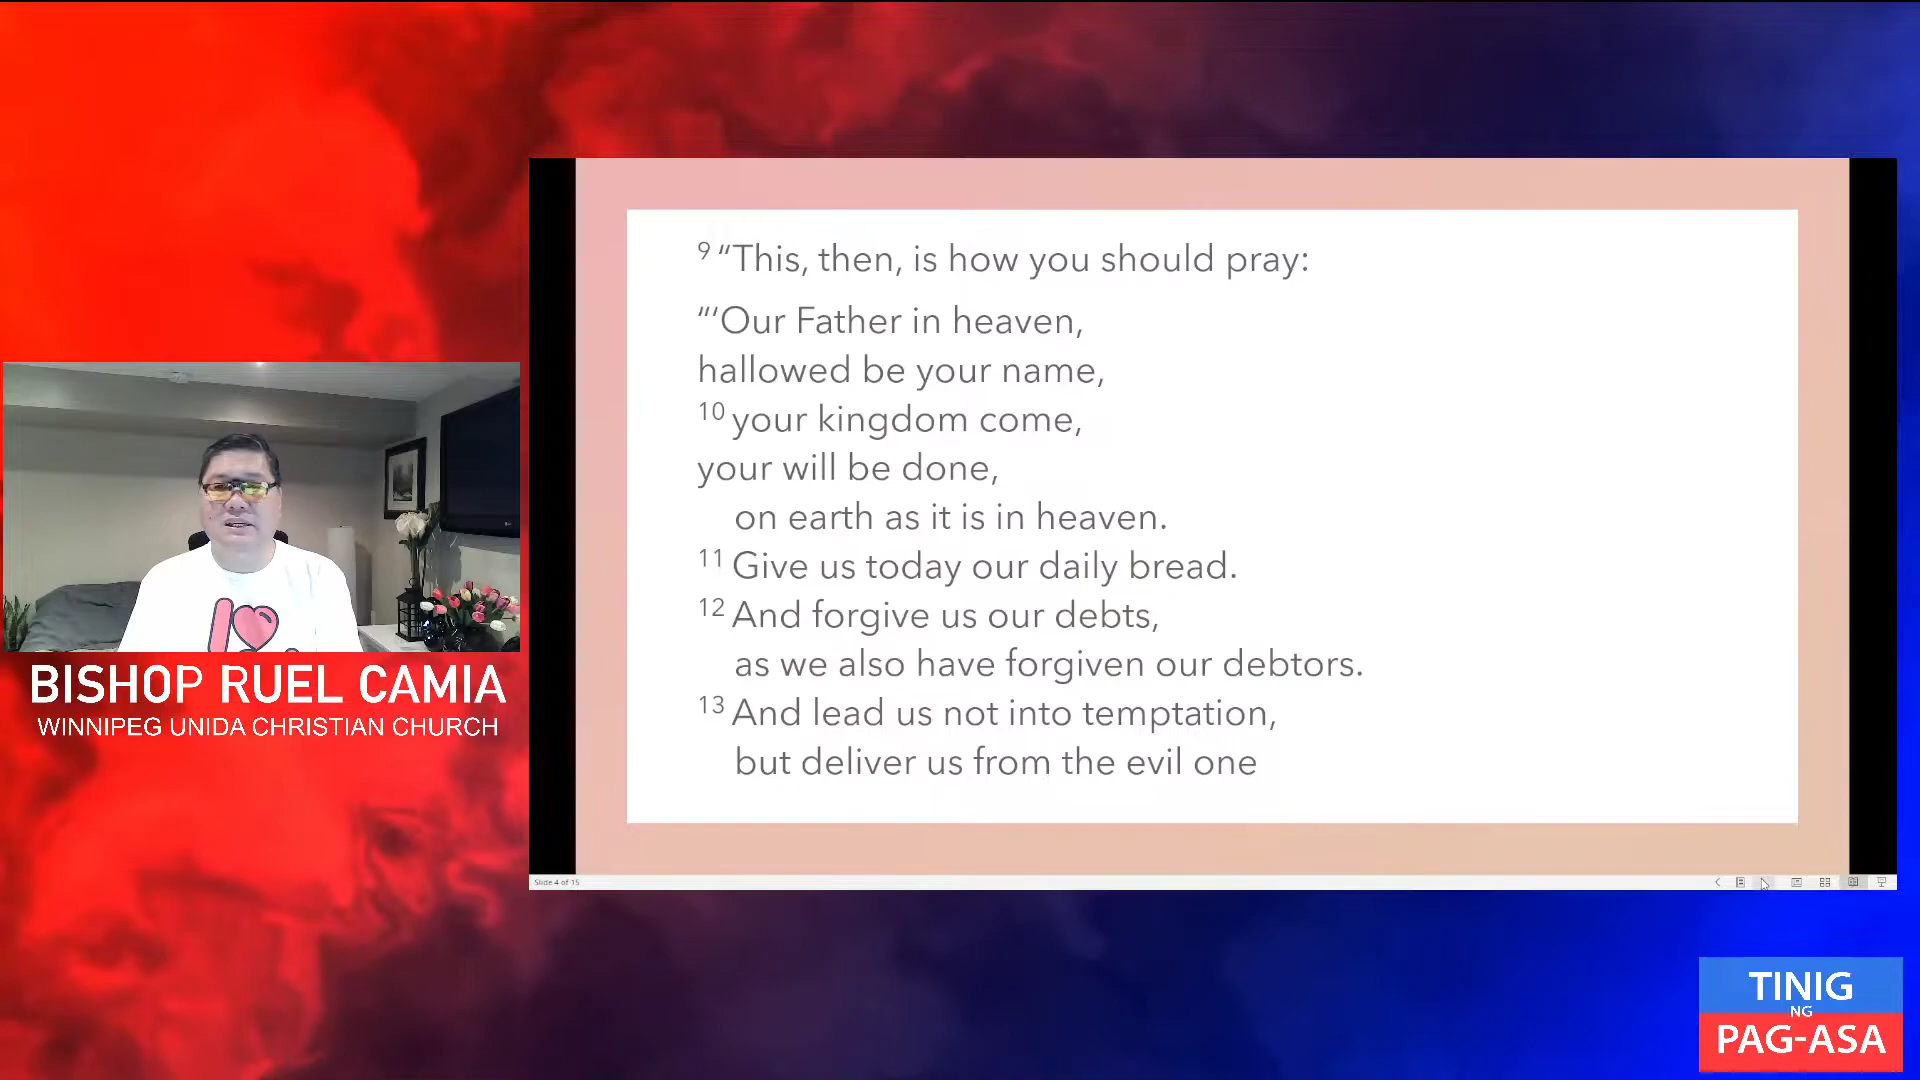 ⁹ “This, then, is how you should pray:
“‘Our Father in heaven,
hallowed be your name,
¹⁰ your kingdom come,
your will be done,
on earth as it is in heaven.
¹¹ Give us today our daily bread.
¹² And forgive us our debts,
as we also have forgiven our debtors.
¹³ And lead us not into temptation,
but deliver us from the evil one
Slide 4 of 15
I
BISHOP RUEL CAMIA
WINNIPEG UNIDA CHRISTIAN CHURCH
TINIG
NG
PAG-ASA